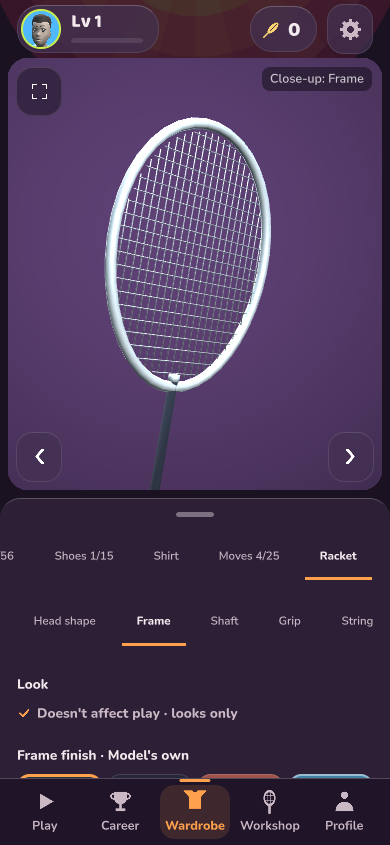 Lv 1
0
Close-up: Frame
/56 Shoes 1/15 Shirt Moves 4/25 Racket
Head shape Frame Shaft Grip String
Look
Doesn't affect play · looks only
Frame finish · Model's own
Play Career Wardrobe Workshop Profile